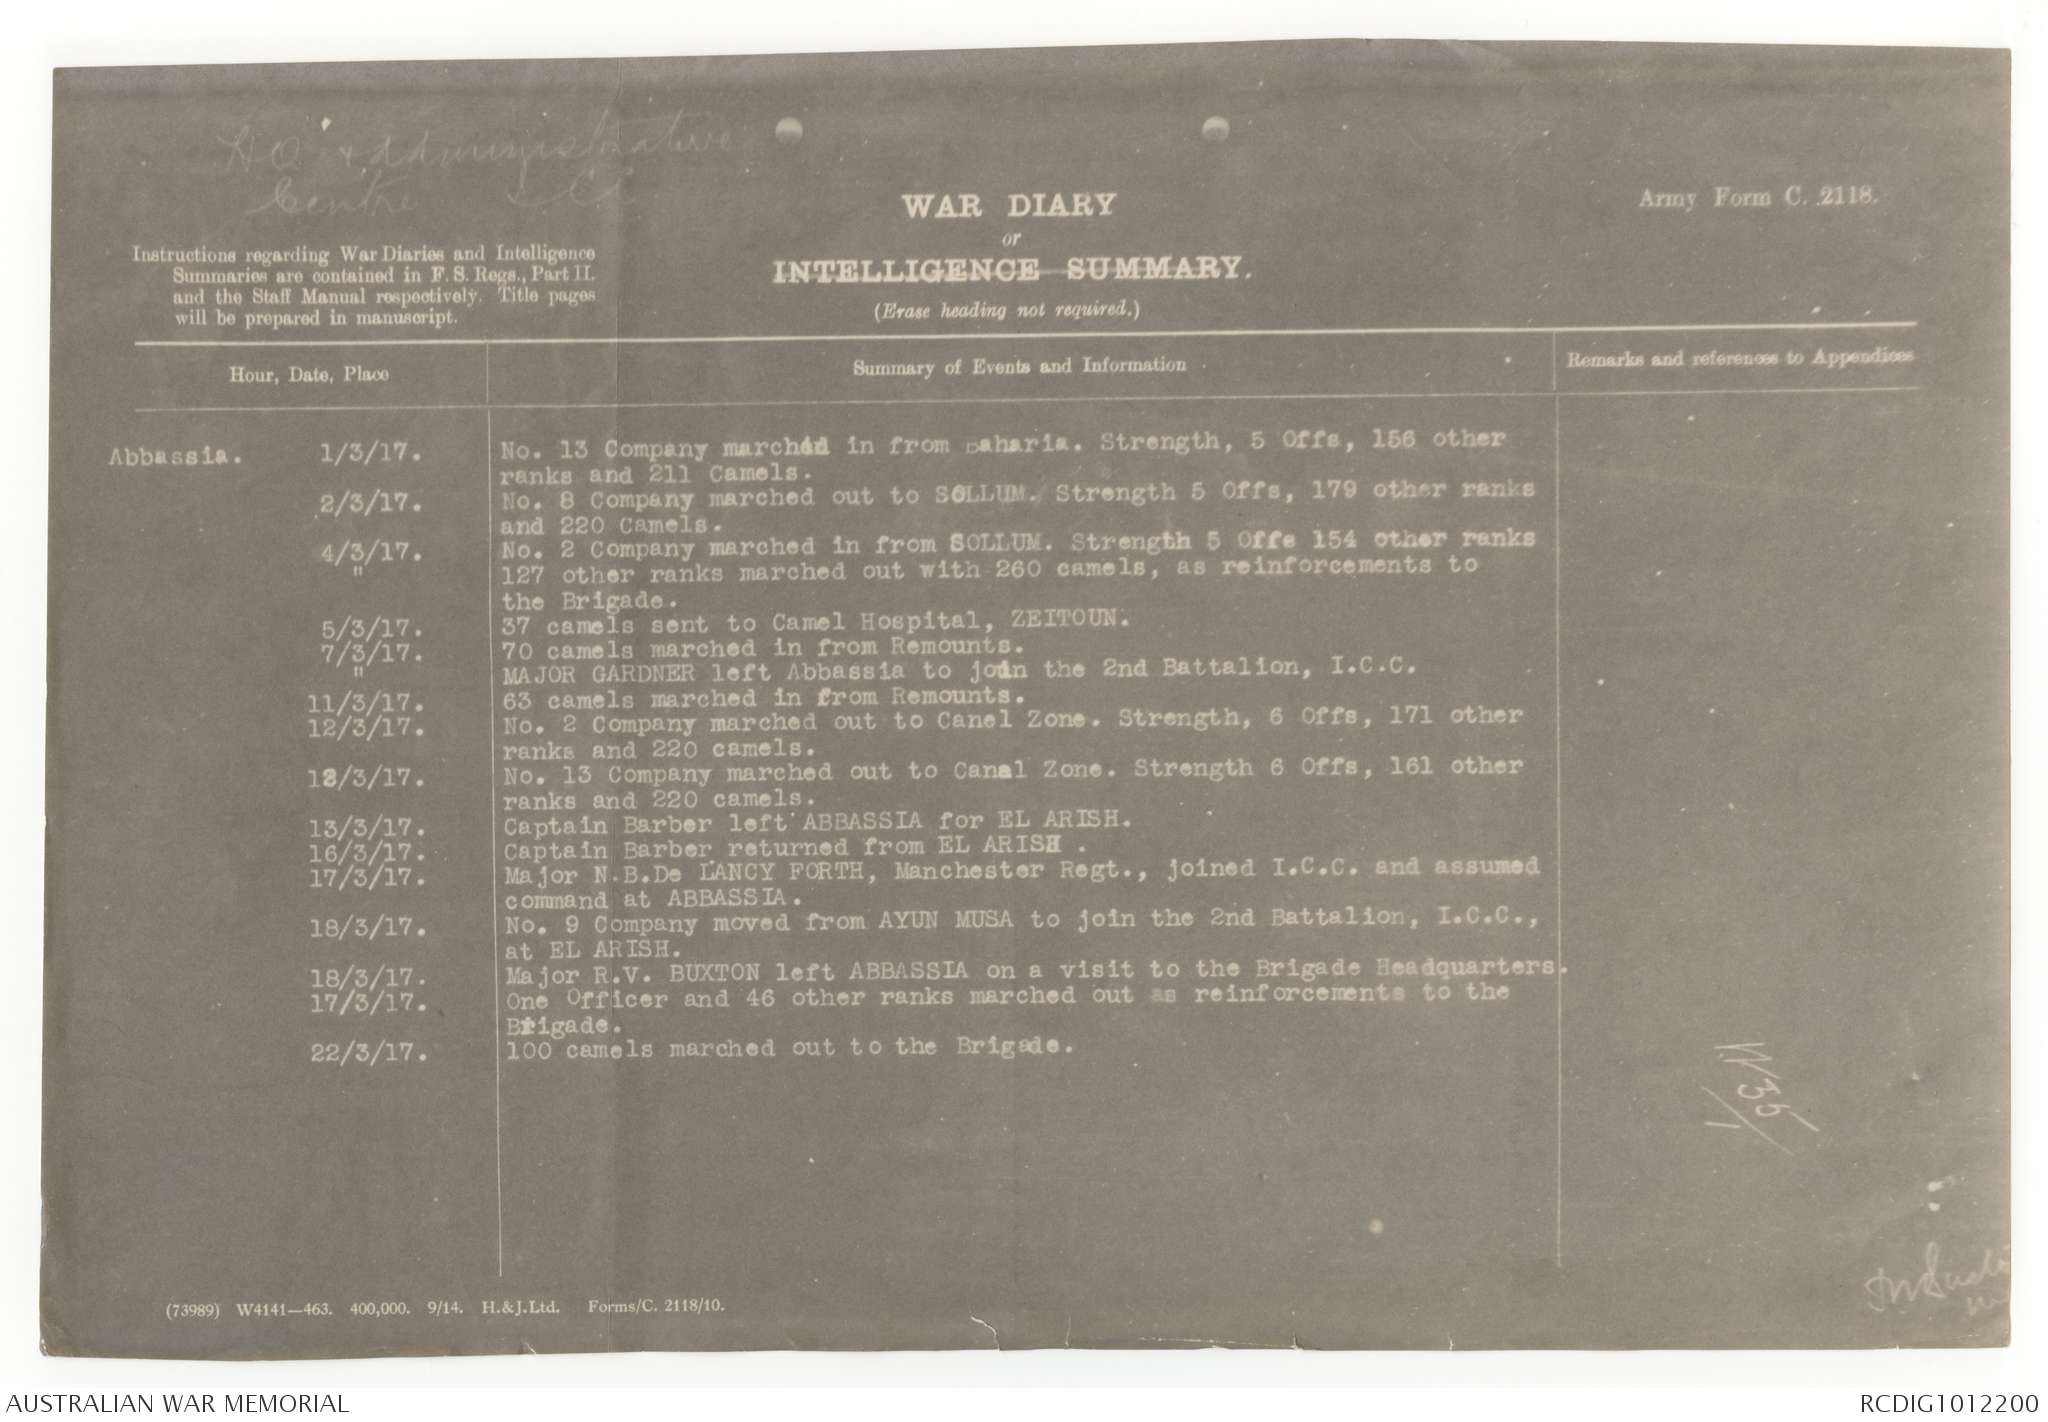 HQ & Administrative
Centre ICC
WAR DIARY
or
INTELLIGENCE SUMMARY.
(Erase heading not required.)
Army Form C. 2118.
Instructions regarding War Diaries and Intelligence
Summaries are contained in F. S. Regs., Part II.
and the Staff Manual respectively. Title pages
will be prepared in manuscript.
Hour, Date, Place
Summary of Events and Information
Remarks and references to Appendices
Abbassia. 1/3/17. No. 13 Company marched in from Baharia. Strength, 5 Offs, 156 other
ranks and 211 Camels.
2/3/17. No. 8 Company marched out to SOLLUM. Strength 5 Offs, 179 other ranks
and 220 Camels.
4/3/17. No. 2 Company marched in from SOLLUM. Strength 5 Offs 154 other ranks
" 127 other ranks marched out with 260 camels, as reinforcements to
the Brigade.
5/3/17. 37 camels sent to Camel Hospital, ZEITOUN.
7/3/17. 70 camels marched in from Remounts.
" MAJOR GARDNER left Abbassia to join the 2nd Battalion, I.C.C.
11/3/17. 63 camels marched in from Remounts.
12/3/17. No. 2 Company marched out to Canel Zone. Strength, 6 Offs, 171 other
ranks and 220 camels.
12/3/17. No. 13 Company marched out to Canal Zone. Strength 6 Offs, 161 other
ranks and 220 camels.
13/3/17. Captain Barber left ABBASSIA for EL ARISH.
16/3/17. Captain Barber returned from EL ARISH .
17/3/17. Major N.B.De LANCY FORTH, Manchester Regt., joined I.C.C. and assumed
command at ABBASSIA.
18/3/17. No. 9 Company moved from AYUN MUSA to join the 2nd Battalion, I.C.C.,
at EL ARISH.
18/3/17. Major R.V. BUXTON left ABBASSIA on a visit to the Brigade Headquarters.
17/3/17. One Officer and 46 other ranks marched out as reinforcements to the
Brigade.
22/3/17. 100 camels marched out to the Brigade.
W 35
1
(73989) W4141—463. 400,000. 9/14. H.&J.Ltd. Forms/C. 2118/10.
AUSTRALIAN WAR MEMORIAL
RCDIG1012200